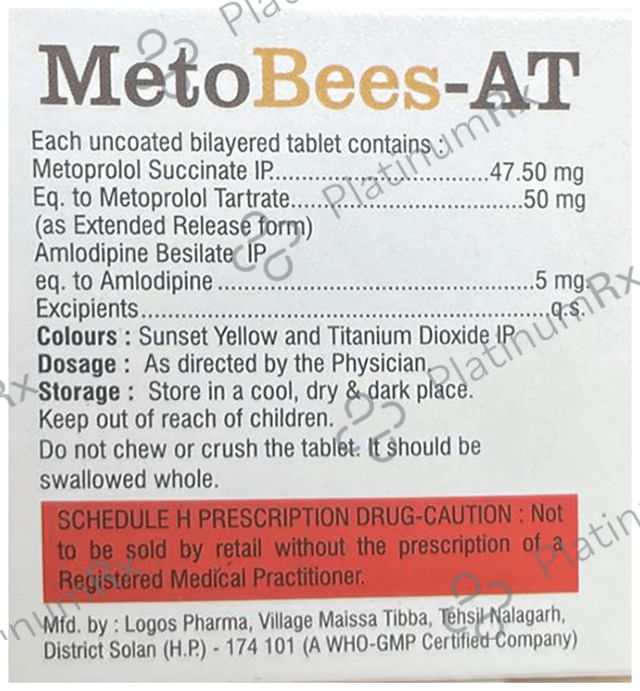 MetoBees-AT
Each uncoated bilayered tablet contains :
Metoprolol Succinate IP..................................47.50 mg
Eq. to Metoprolol Tartrate....................................50 mg
(as Extended Release form)
Amlodipine Besilate IP
eq. to Amlodipine ................................................5 mg.
Excipients.............................................................q.s.
Colours : Sunset Yellow and Titanium Dioxide IP
Dosage : As directed by the Physician.
Storage : Store in a cool, dry & dark place.
Keep out of reach of children.
Do not chew or crush the tablet. It should be
swallowed whole.
SCHEDULE H PRESCRIPTION DRUG-CAUTION : Not
to be sold by retail without the prescription of a
Registered Medical Practitioner.
Mfd. by : Logos Pharma, Village Maissa Tibba, Tehsil Nalagarh,
District Solan (H.P.) - 174 101 (A WHO-GMP Certified Company)
PlatinumRx
PlatinumRx
PlatinumRx